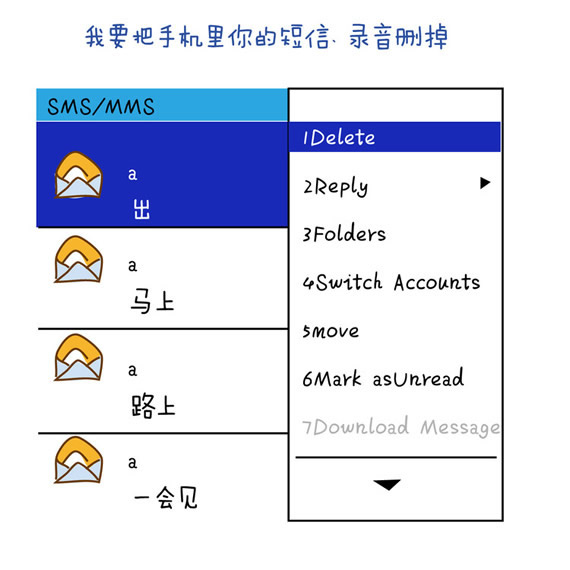 我要把手机里你的短信、录音删掉
SMS/MMS
a
出
a
马上
a
路上
a
一会见
1Delete
2Reply
3Folders
4Switch Accounts
5move
6Mark asUnread
7Download Message